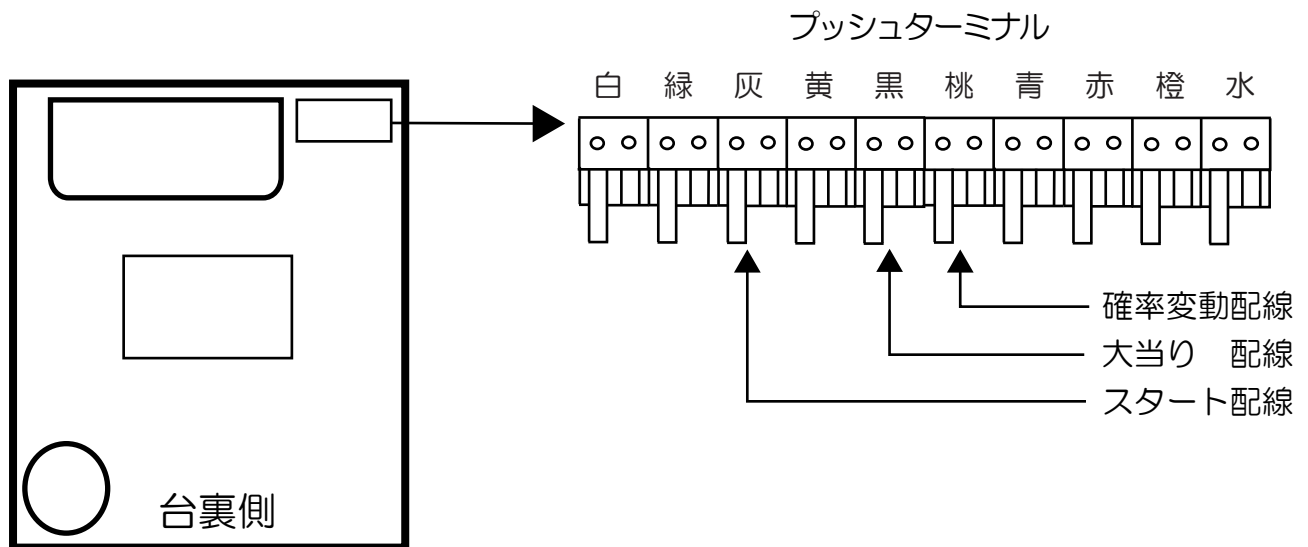 プッシュターミナル
白 緑 灰 黄 黒 桃 青 赤 橙 水
確率変動配線
大当り　配線
スタート配線
台裏側